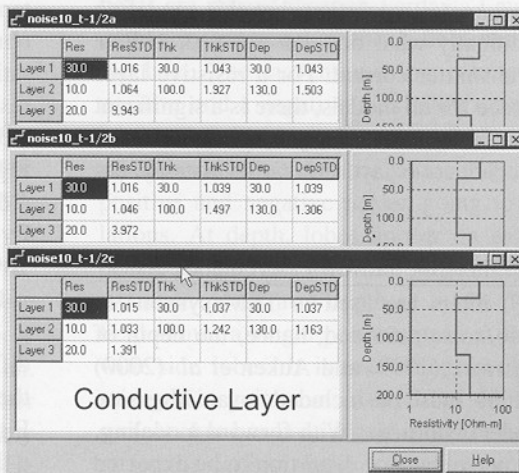 noise10_t-1/2a
Res ResSTD Thk ThkSTD Dep DepSTD
Layer 1 30.0 1.016 30.0 1.043 30.0 1.043
Layer 2 10.0 1.064 100.0 1.927 130.0 1.503
Layer 3 20.0 9.943
0.0
50.0
100.0
150.0
Depth [m]
noise10_t-1/2b
Res ResSTD Thk ThkSTD Dep DepSTD
Layer 1 30.0 1.016 30.0 1.039 30.0 1.039
Layer 2 10.0 1.046 100.0 1.497 130.0 1.306
Layer 3 20.0 3.972
0.0
50.0
100.0
Depth [m]
noise10_t-1/2c
Res ResSTD Thk ThkSTD Dep DepSTD
Layer 1 30.0 1.015 30.0 1.037 30.0 1.037
Layer 2 10.0 1.033 100.0 1.242 130.0 1.163
Layer 3 20.0 1.391
0.0
50.0
100.0
150.0
200.0
Depth [m]
1 10 100
Resistivity [Ohm-m]
Conductive Layer
Close Help